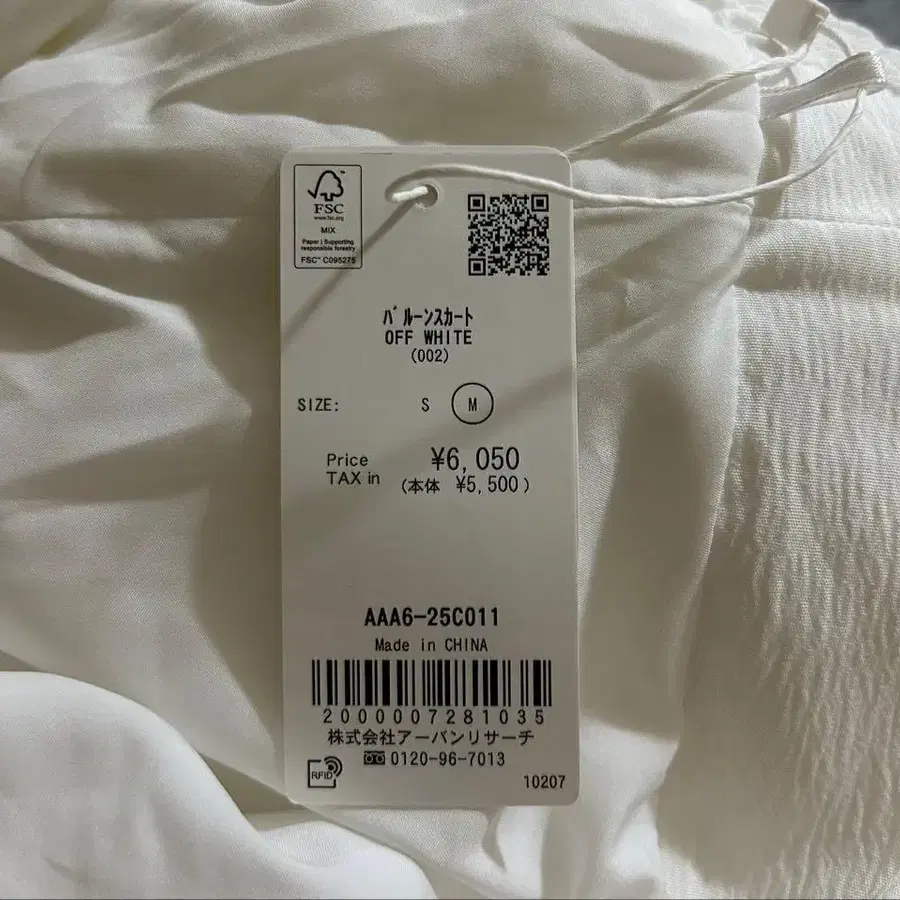 FSC
www.fsc.org
MIX
Paper | Supporting
responsible forestry
FSC™ C095275
ﾊﾞﾙｰﾝｽｶｰﾄ
OFF WHITE
(002)
SIZE: S M
Price ¥6,050
TAX in (本体 ¥5,500)
AAA6-25C011
Made in CHINA
2000007281035
株式会社アーバンリサーチ
0120-96-7013
RFID
10207